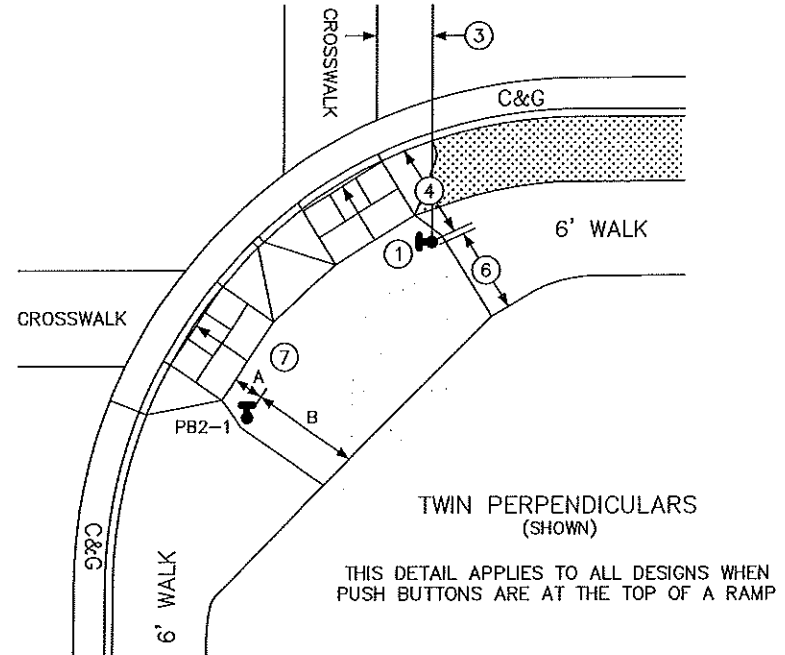 CROSSWALK
3
C&G
4
1
6' WALK
6
CROSSWALK
7
A
B
PB2-1
C&G
6' WALK
TWIN PERPENDICULARS
(SHOWN)
THIS DETAIL APPLIES TO ALL DESIGNS WHEN
PUSH BUTTONS ARE AT THE TOP OF A RAMP